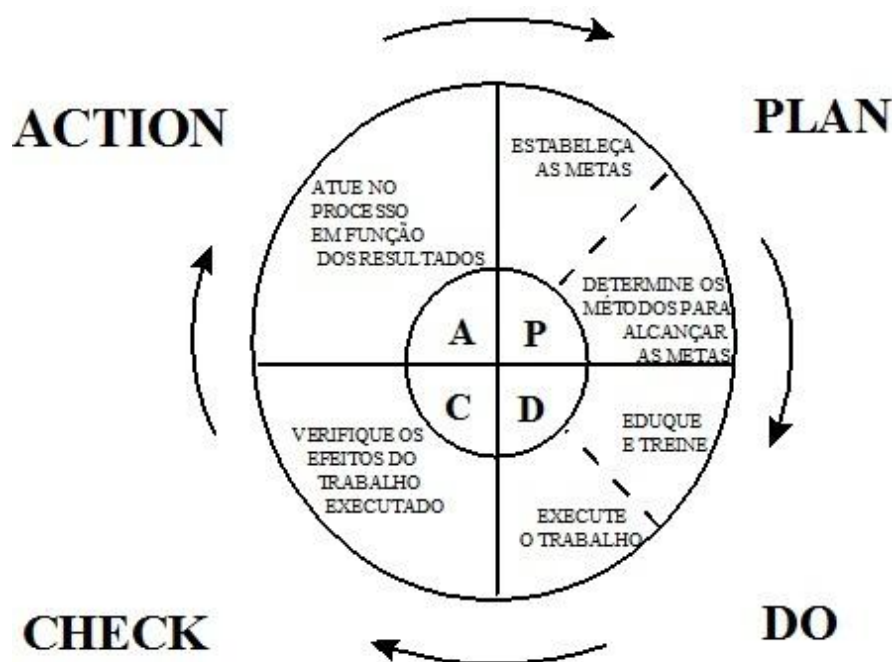 ACTION
PLAN
ESTABELEÇA
AS METAS
ATUE NO
PROCESSO
EM FUNÇÃO
DOS RESULTADOS
DETERMINE OS
MÉTODOS PARA
ALCANÇAR
AS METAS
A
P
C
D
EDUQUE
E TREINE
VERIFIQUE OS
EFEITOS DO
TRABALHO
EXECUTADO
EXECUTE
O TRABALHO
CHECK
DO